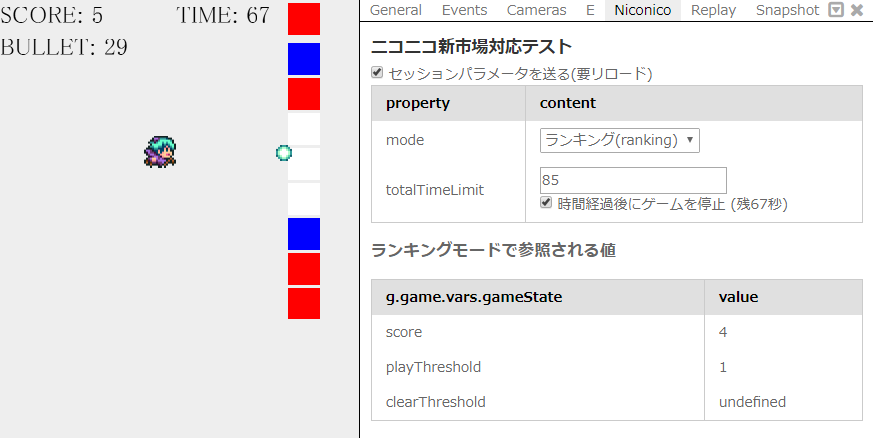 SCORE: 5 TIME: 67
BULLET: 29
General Events Cameras E Niconico Replay Snapshot
ニコニコ新市場対応テスト
セッションパラメータを送る(要リロード)
property content
mode ランキング(ranking)
totalTimeLimit 85
時間経過後にゲームを停止 (残67秒)
ランキングモードで参照される値
g.game.vars.gameState value
score 4
playThreshold 1
clearThreshold undefined